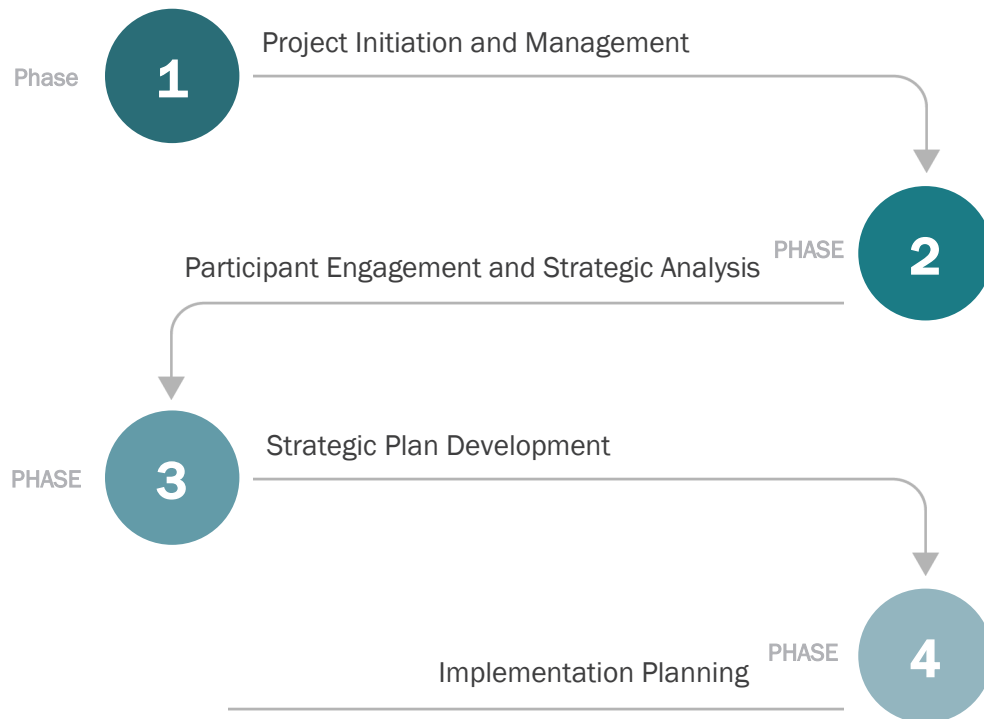 Project Initiation and Management
Phase 1
PHASE 2
Participant Engagement and Strategic Analysis
Strategic Plan Development
PHASE 3
PHASE 4
Implementation Planning